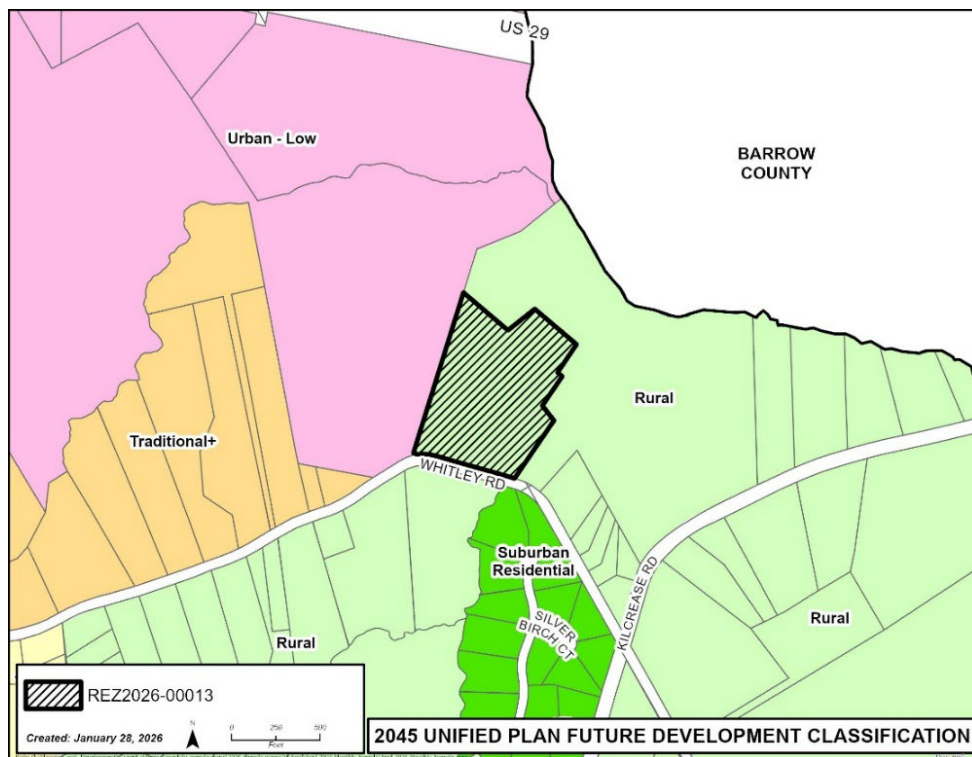 US 29
Urban - Low
BARROW
COUNTY
Rural
Traditional+
WHITLEY RD
Suburban
Residential
SILVER
BIRCH CT
KILCREASE RD
Rural
Rural
REZ2026-00013
Created: January 28, 2026
N
0 250 500
Feet
2045 UNIFIED PLAN FUTURE DEVELOPMENT CLASSIFICATION